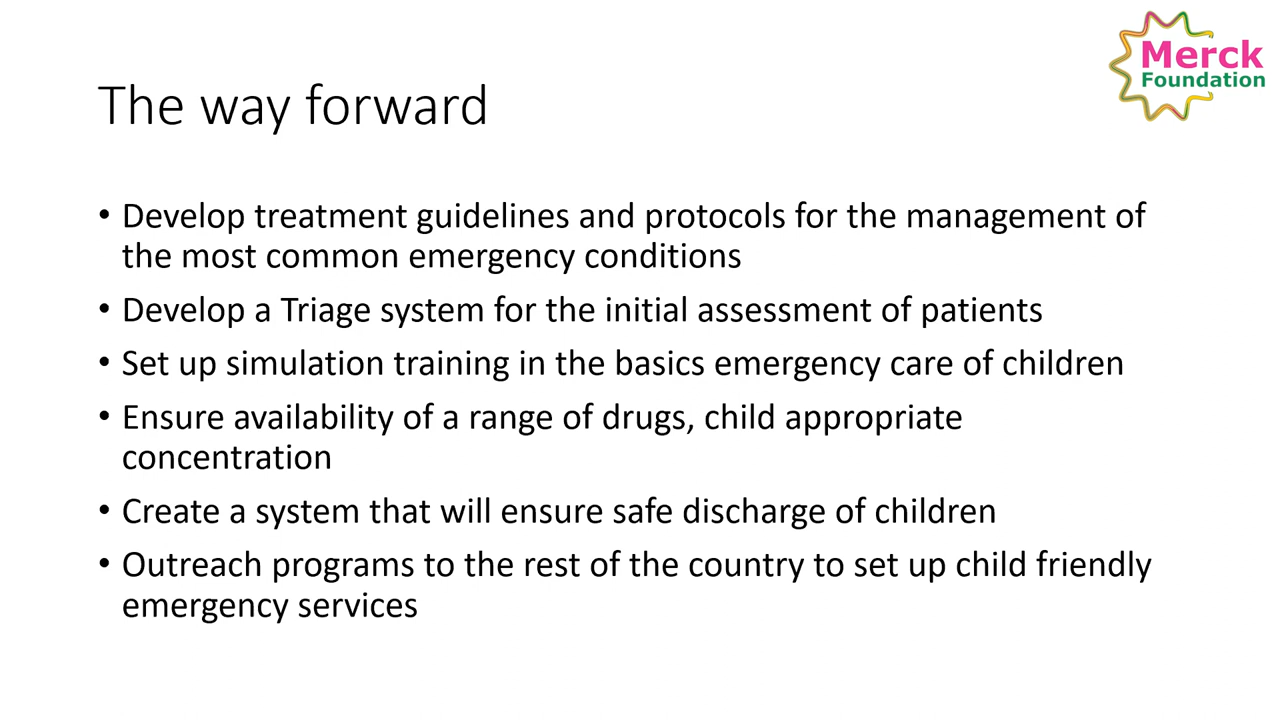 Merck
Foundation
The way forward
• Develop treatment guidelines and protocols for the management of
the most common emergency conditions
• Develop a Triage system for the initial assessment of patients
• Set up simulation training in the basics emergency care of children
• Ensure availability of a range of drugs, child appropriate
concentration
• Create a system that will ensure safe discharge of children
• Outreach programs to the rest of the country to set up child friendly
emergency services